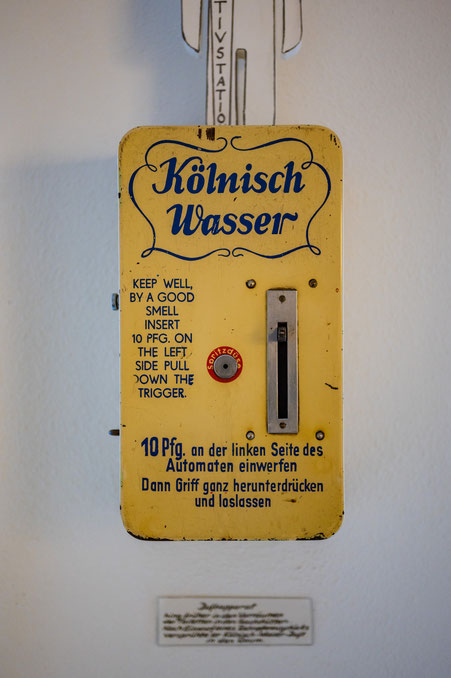 TIVSTATIO
Kölnisch
Wasser
KEEP WELL,
BY A GOOD
SMELL
INSERT
10 PFG. ON
THE LEFT
SIDE PULL
DOWN THE
TRIGGER.
Spritzdüse
10 Pfg. an der linken Seite des
Automaten einwerfen
Dann Griff ganz herunterdrücken
und loslassen
Duftapparat